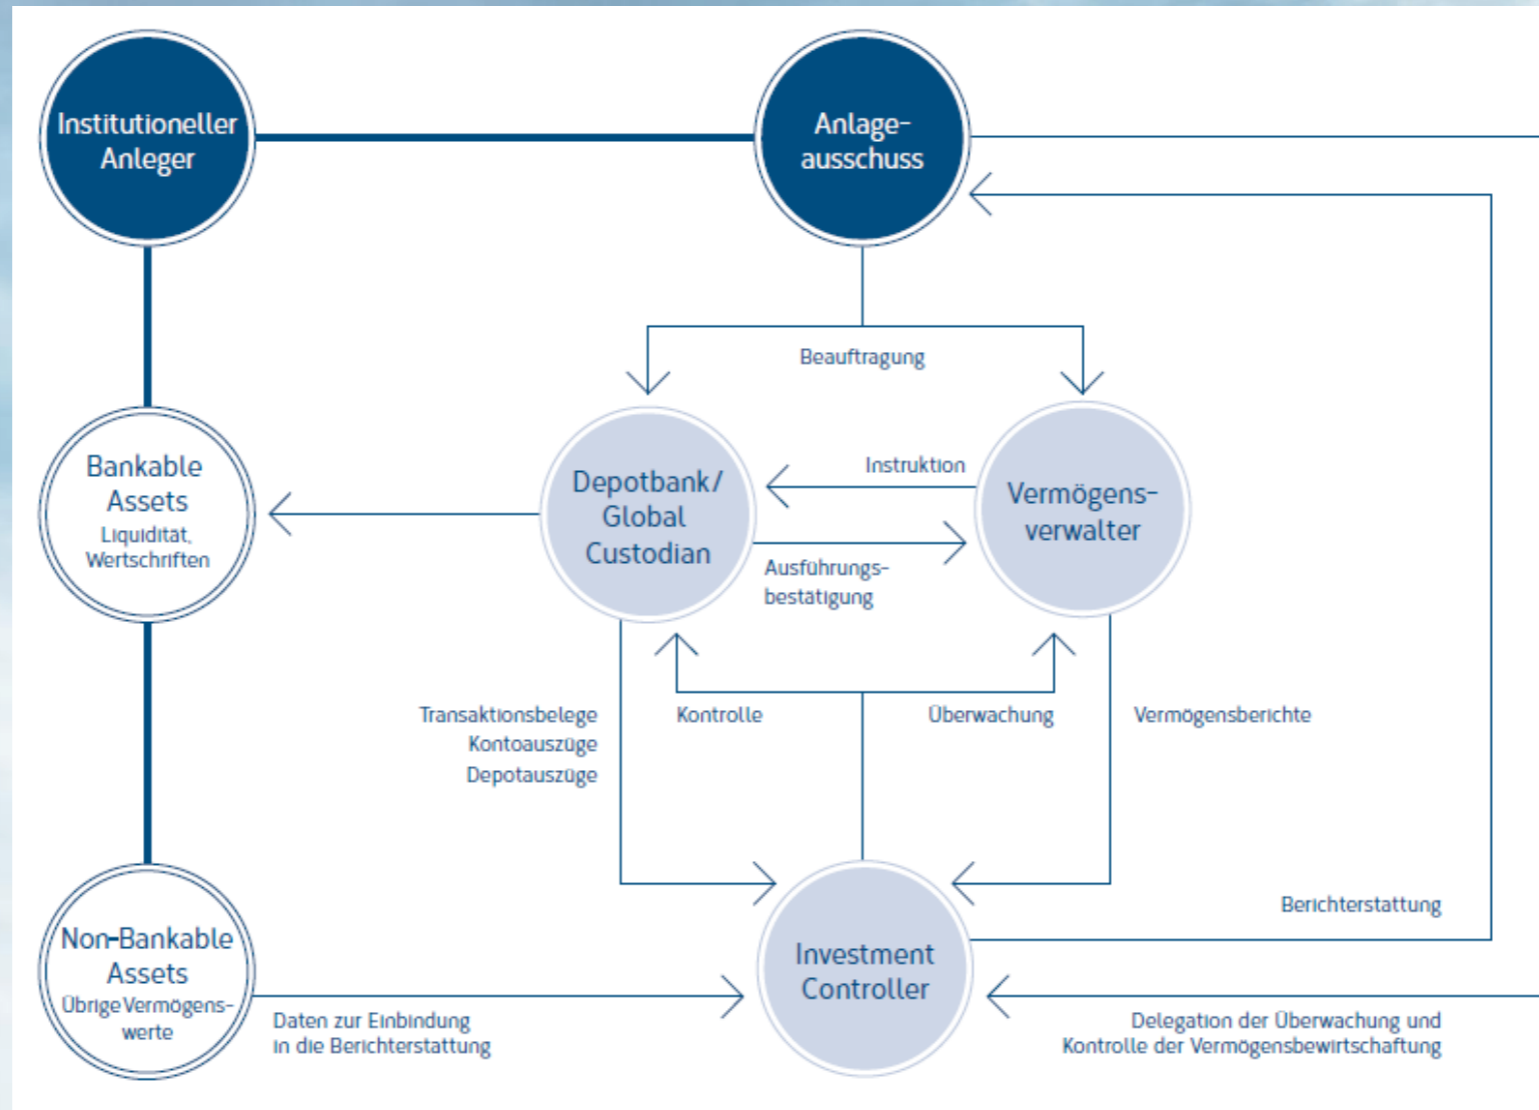 Institutioneller
Anleger
Anlage-
ausschuss
Beauftragung
Bankable
Assets
Liquidität,
Wertschriften
Depotbank/
Global
Custodian
Instruktion
Ausführungs-
bestätigung
Vermögens-
verwalter
Transaktionsbelege
Kontoauszüge
Depotauszüge
Kontrolle
Überwachung
Vermögensberichte
Non-Bankable
Assets
Übrige Vermögens-
werte
Daten zur Einbindung
in die Berichterstattung
Investment
Controller
Berichterstattung
Delegation der Überwachung und
Kontrolle der Vermögensbewirtschaftung